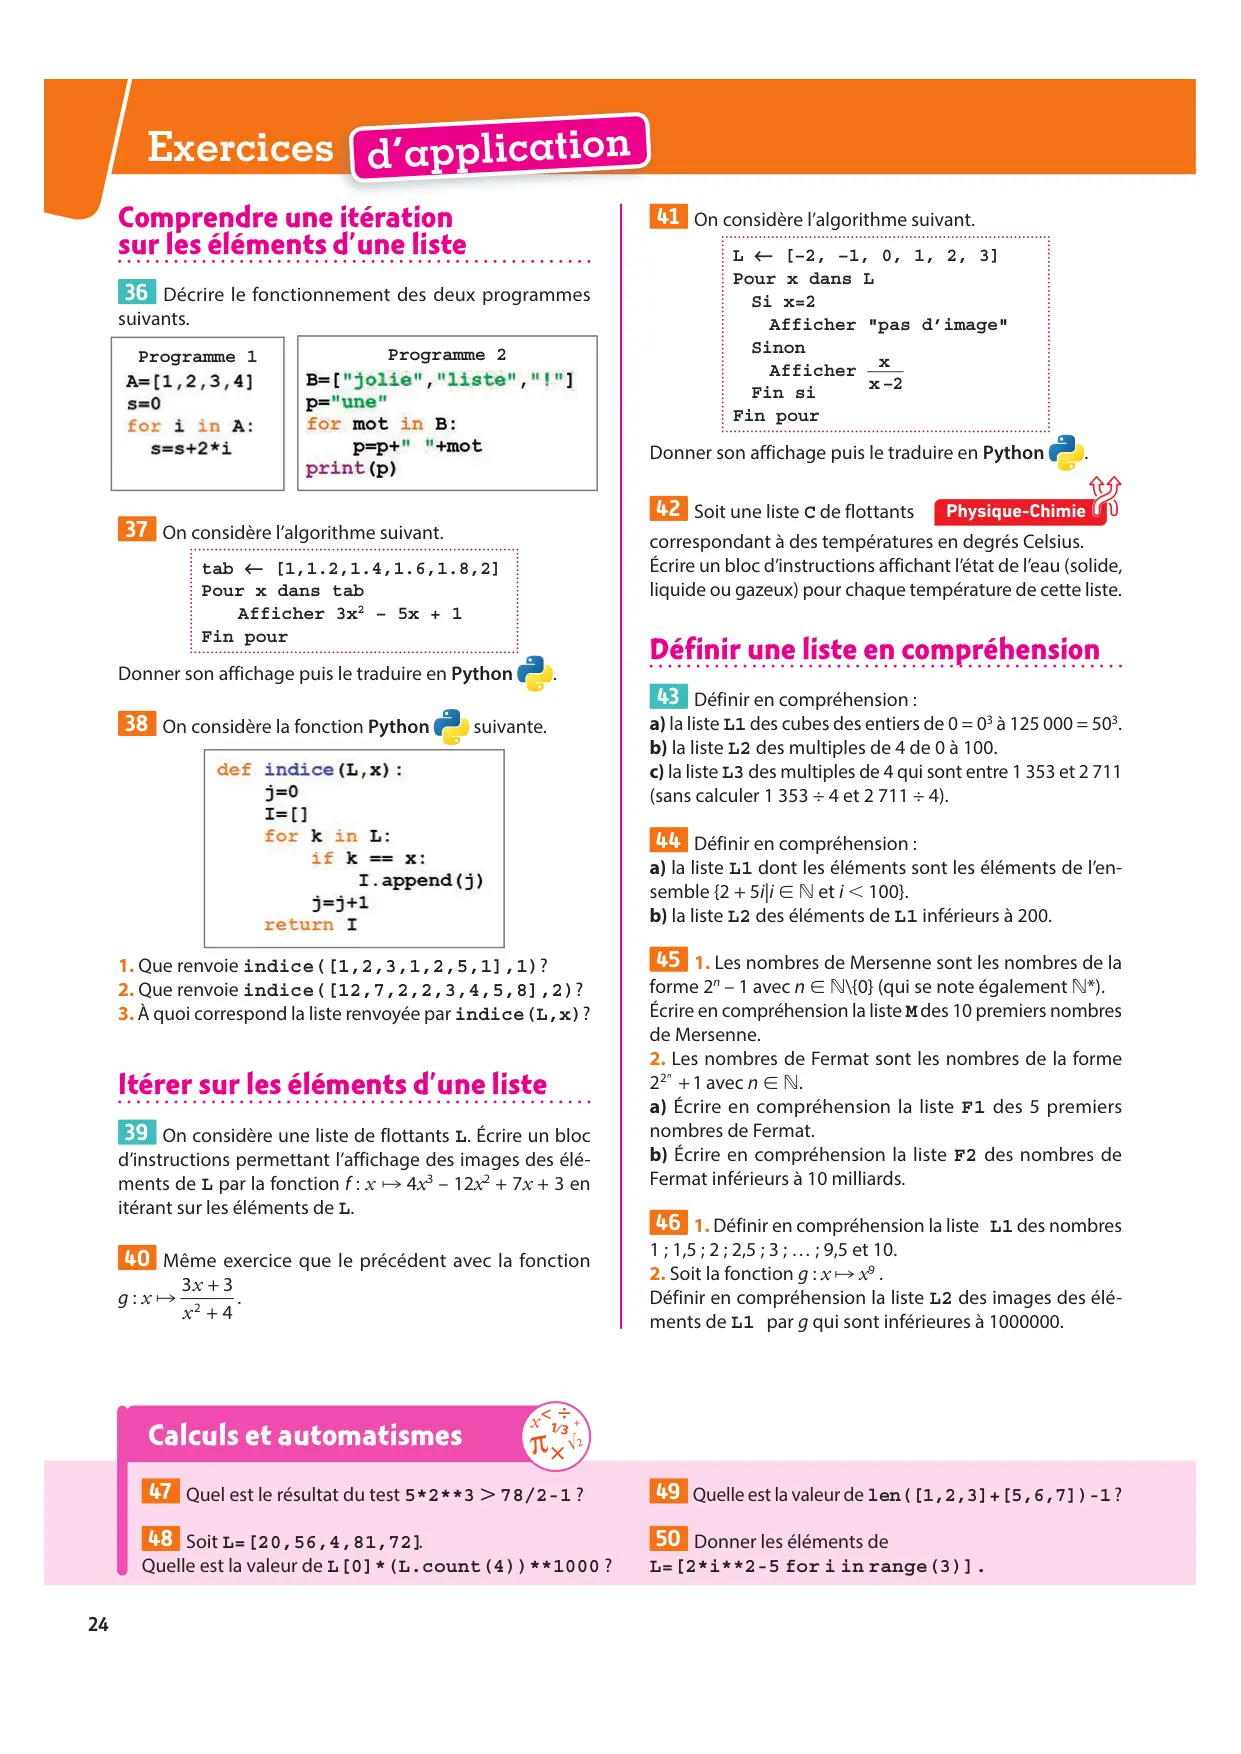 Exercices d'application
Comprendre une itération
sur les éléments d'une liste
36 Décrire le fonctionnement des deux programmes
suivants.
Programme 1
A=[1,2,3,4]
s=0
for i in A:
s=s+2*i
Programme 2
B=["jolie","liste","!"]
p="une"
for mot in B:
p=p+" "+mot
print(p)
37 On considère l'algorithme suivant.
tab ← [1,1.2,1.4,1.6,1.8,2]
Pour x dans tab
Afficher 3x² – 5x + 1
Fin pour
Donner son affichage puis le traduire en Python .
38 On considère la fonction Python suivante.
def indice(L,x):
j=0
I=[]
for k in L:
if k == x:
I.append(j)
j=j+1
return I
1. Que renvoie indice([1,2,3,1,2,5,1],1)?
2. Que renvoie indice([12,7,2,2,3,4,5,8],2)?
3. À quoi correspond la liste renvoyée par indice(L,x)?
Itérer sur les éléments d'une liste
39 On considère une liste de flottants L. Écrire un bloc
d'instructions permettant l'affichage des images des élé-
ments de L par la fonction f : x ↦ 4x³ – 12x² + 7x + 3 en
itérant sur les éléments de L.
40 Même exercice que le précédent avec la fonction
3x + 3
g : x ↦ .
x² + 4
41 On considère l'algorithme suivant.
L ← [–2, –1, 0, 1, 2, 3]
Pour x dans L
Si x=2
Afficher "pas d'image"
Sinon
x
Afficher
x–2
Fin si
Fin pour
Donner son affichage puis le traduire en Python .
42 Soit une liste C de flottants Physique-Chimie
correspondant à des températures en degrés Celsius.
Écrire un bloc d'instructions affichant l'état de l'eau (solide,
liquide ou gazeux) pour chaque température de cette liste.
Définir une liste en compréhension
43 Définir en compréhension :
a) la liste L1 des cubes des entiers de 0 = 0³ à 125 000 = 50³.
b) la liste L2 des multiples de 4 de 0 à 100.
c) la liste L3 des multiples de 4 qui sont entre 1 353 et 2 711
(sans calculer 1 353 ÷ 4 et 2 711 ÷ 4).
44 Définir en compréhension :
a) la liste L1 dont les éléments sont les éléments de l'en-
semble {2 + 5i|i ∈ ℕ et i < 100}.
b) la liste L2 des éléments de L1 inférieurs à 200.
45 1. Les nombres de Mersenne sont les nombres de la
forme 2ⁿ – 1 avec n ∈ ℕ\{0} (qui se note également ℕ*).
Écrire en compréhension la liste M des 10 premiers nombres
de Mersenne.
2. Les nombres de Fermat sont les nombres de la forme
2^(2ⁿ) + 1 avec n ∈ ℕ.
a) Écrire en compréhension la liste F1 des 5 premiers
nombres de Fermat.
b) Écrire en compréhension la liste F2 des nombres de
Fermat inférieurs à 10 milliards.
46 1. Définir en compréhension la liste L1 des nombres
1 ; 1,5 ; 2 ; 2,5 ; 3 ; … ; 9,5 et 10.
2. Soit la fonction g : x ↦ x⁹ .
Définir en compréhension la liste L2 des images des élé-
ments de L1 par g qui sont inférieures à 1000000.
Calculs et automatismes
x < ÷ 1/3 + π × √2
47 Quel est le résultat du test 5*2**3 > 78/2-1 ?
48 Soit L=[20,56,4,81,72].
Quelle est la valeur de L[0]*(L.count(4))**1000 ?
49 Quelle est la valeur de len([1,2,3]+[5,6,7])-1 ?
50 Donner les éléments de
L=[2*i**2-5 for i in range(3)].
24